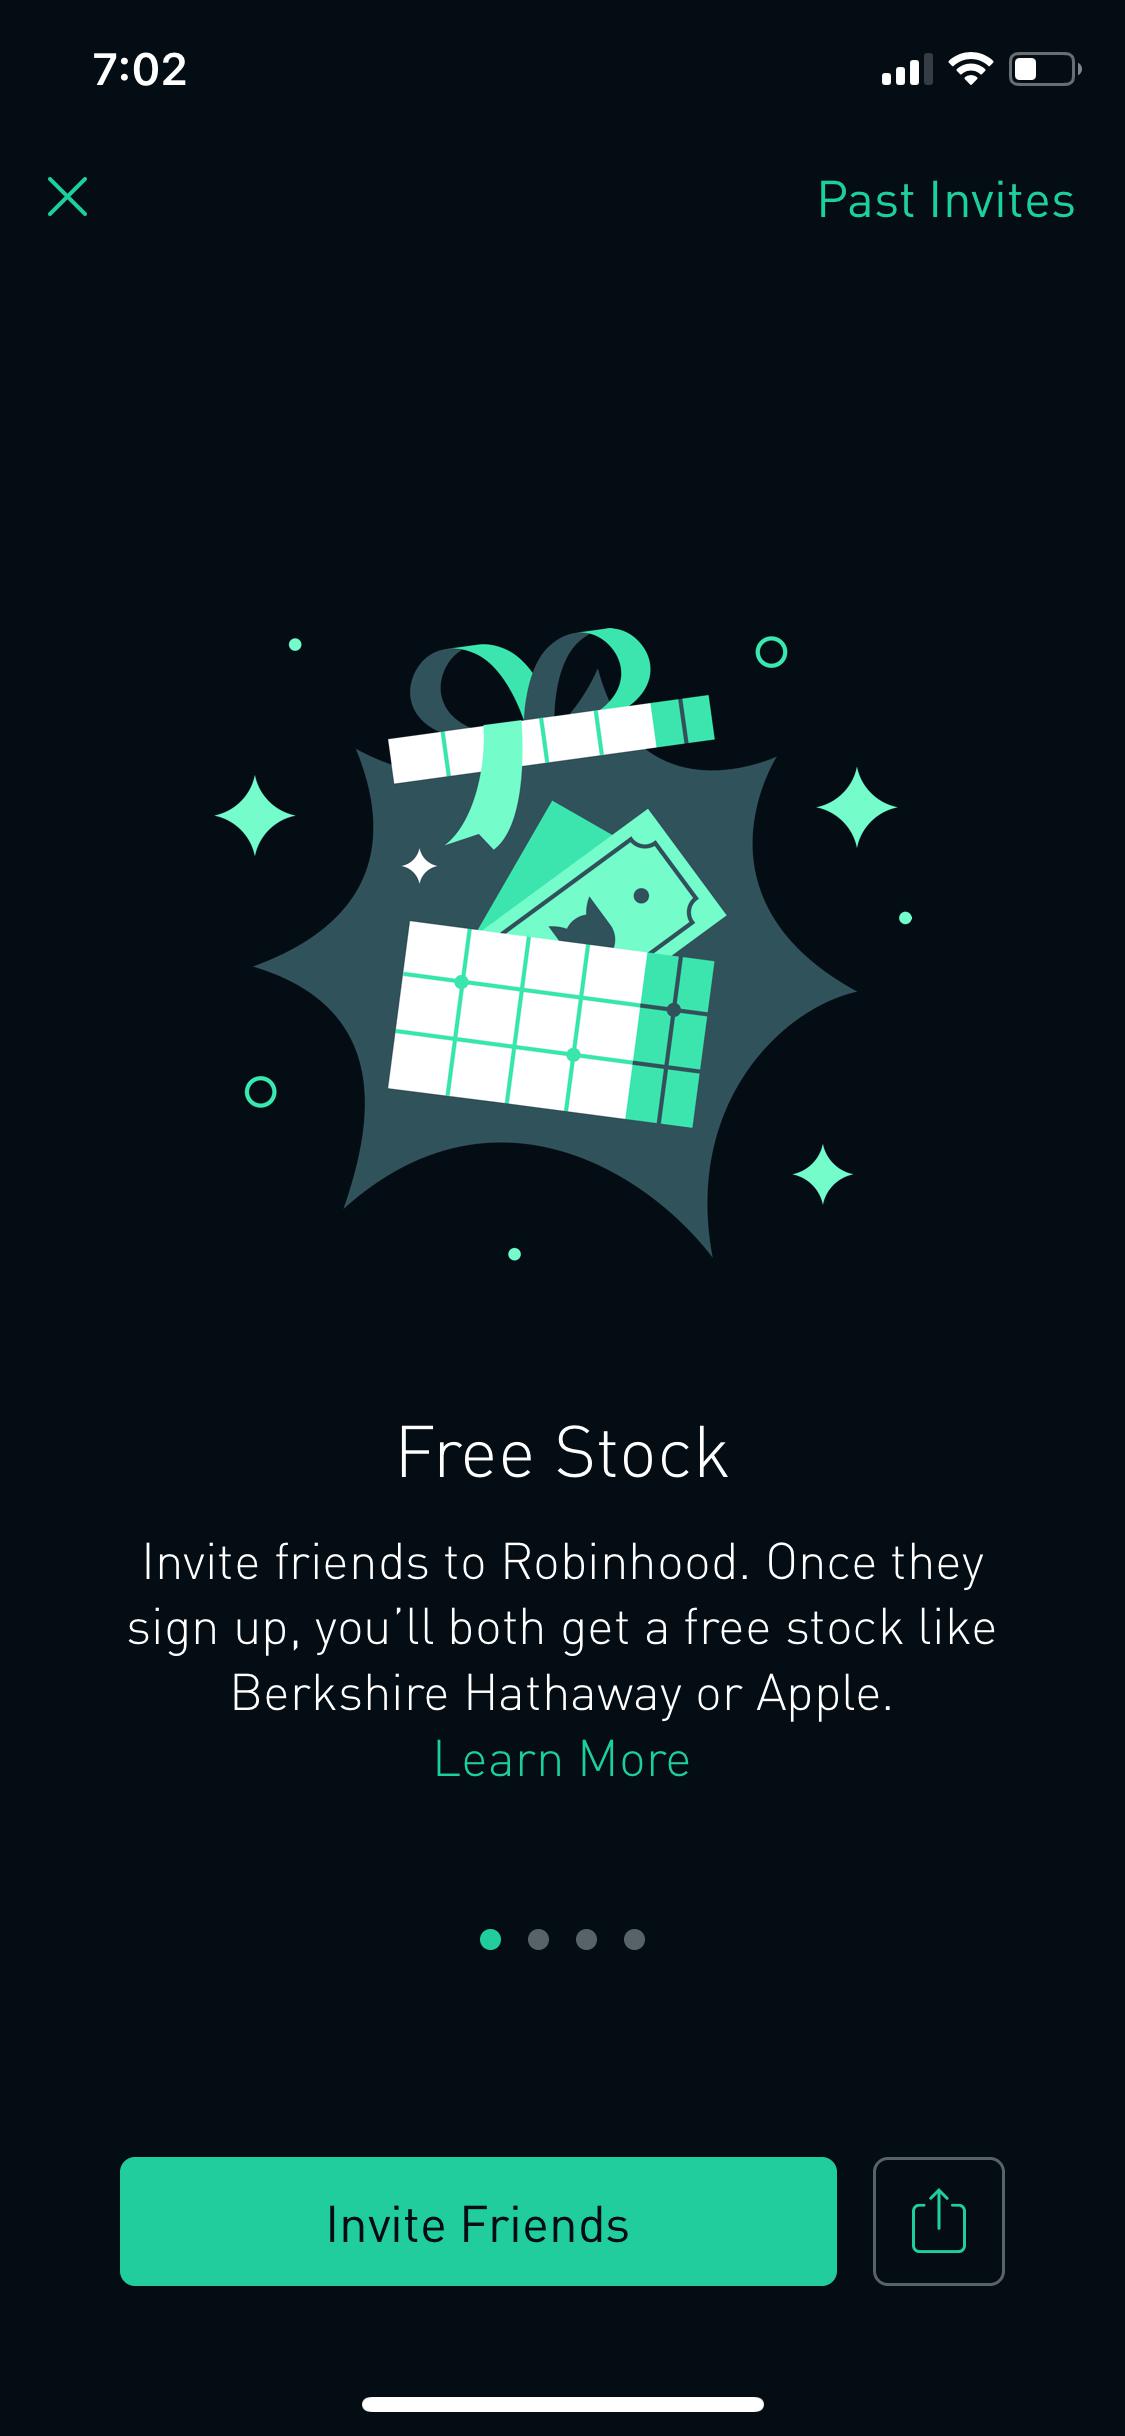 7:02
Past Invites
Free Stock
Invite friends to Robinhood. Once they
sign up, you’ll both get a free stock like
Berkshire Hathaway or Apple.
Learn More
Invite Friends